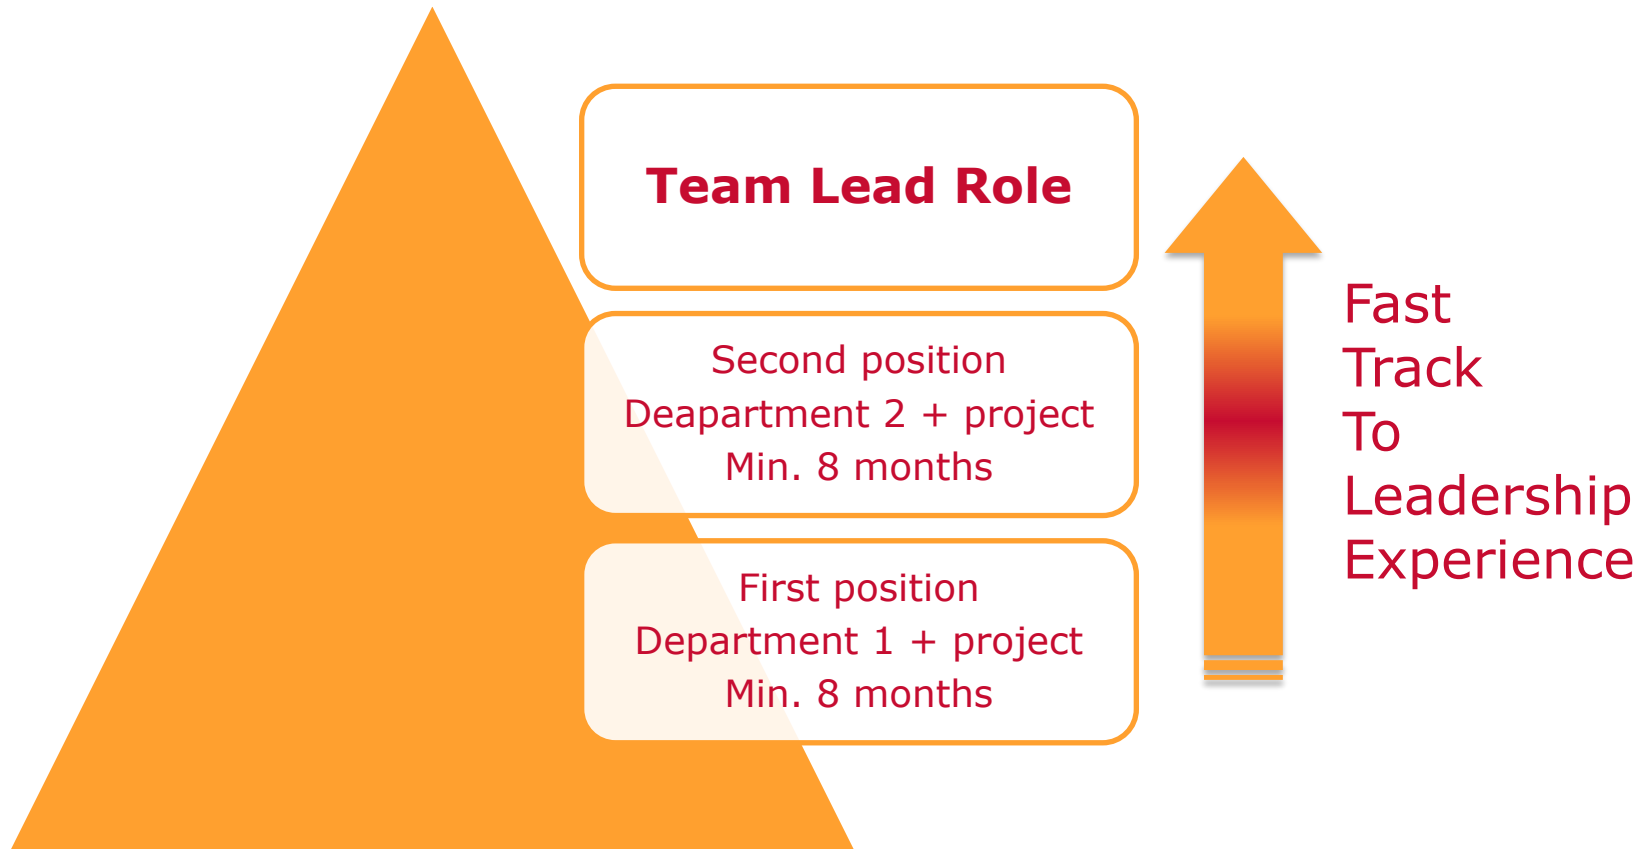 Team Lead Role
Second position
Deapartment 2 + project
Min. 8 months
First position
Department 1 + project
Min. 8 months
Fast
Track
To
Leadership
Experience